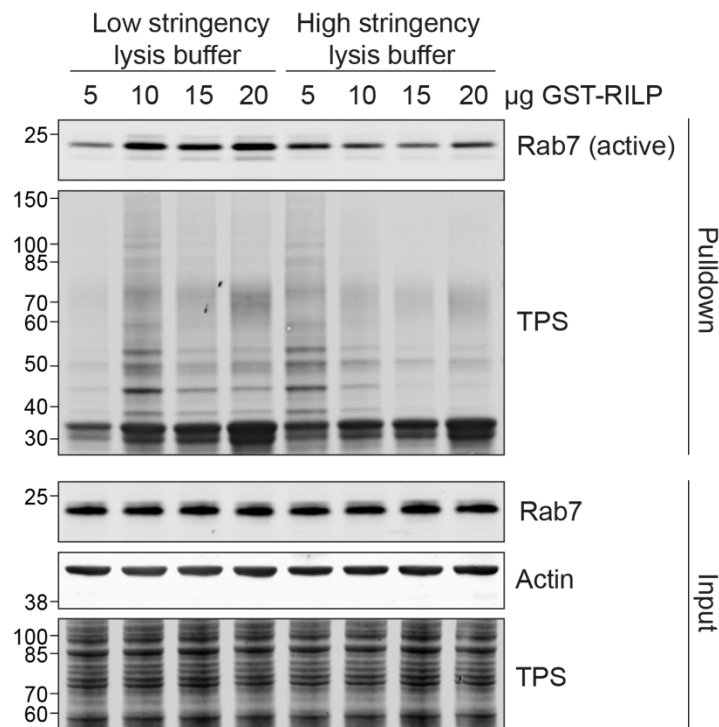 Low stringency High stringency
lysis buffer lysis buffer
5 10 15 20 5 10 15 20 µg GST-RILP
25
Rab7 (active)
150
100
85
70
60
50
40
30
TPS
Pulldown
25
Rab7
Actin
38
100
85
70
60
TPS
Input